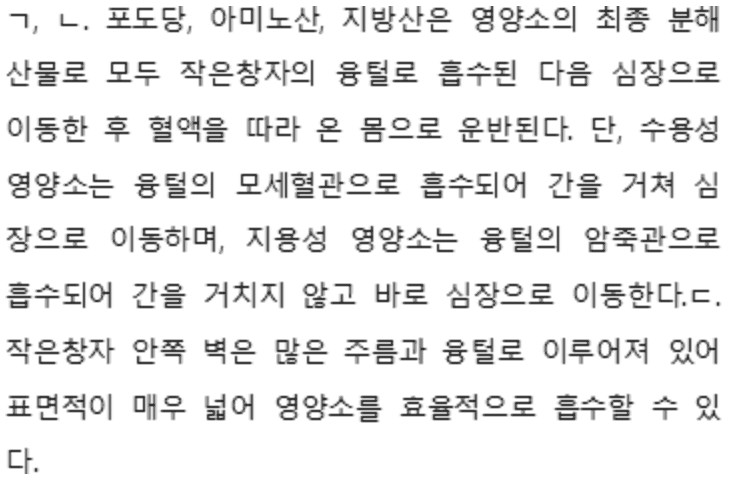 ㄱ, ㄴ. 포도당, 아미노산, 지방산은 영양소의 최종 분해
산물로 모두 작은창자의 융털로 흡수된 다음 심장으로
이동한 후 혈액을 따라 온 몸으로 운반된다. 단, 수용성
영양소는 융털의 모세혈관으로 흡수되어 간을 거쳐 심
장으로 이동하며, 지용성 영양소는 융털의 암죽관으로
흡수되어 간을 거치지 않고 바로 심장으로 이동한다.ㄷ.
작은창자 안쪽 벽은 많은 주름과 융털로 이루어져 있어
표면적이 매우 넓어 영양소를 효율적으로 흡수할 수 있
다.